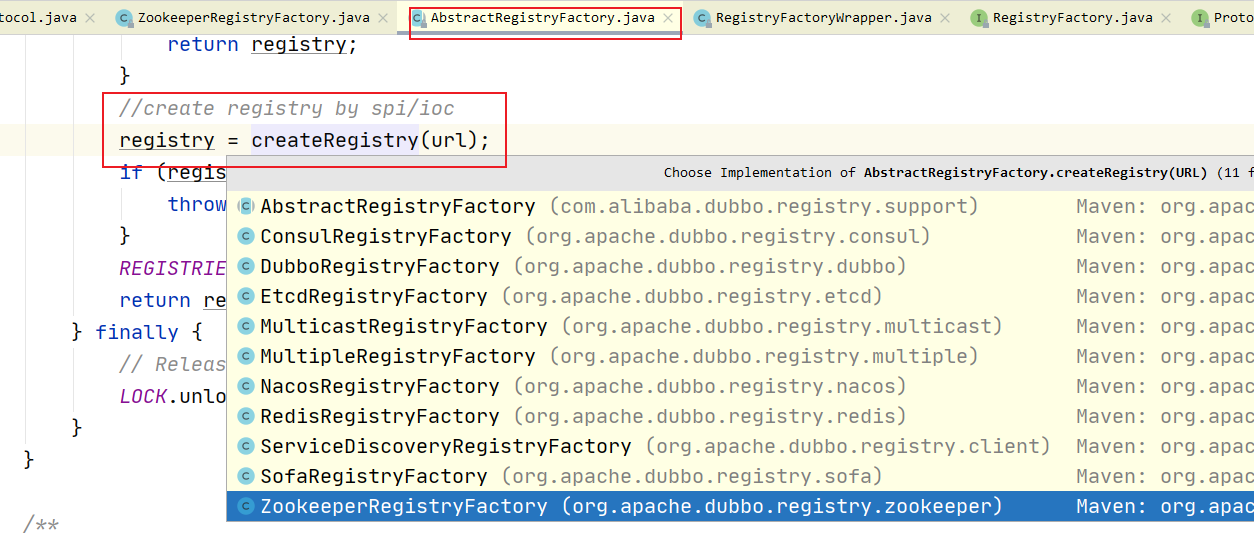 tocol.java × ZookeeperRegistryFactory.java × AbstractRegistryFactory.java × RegistryFactoryWrapper.java × RegistryFactory.java × Proto
return registry;
}
//create registry by spi/ioc
registry = createRegistry(url);
if (regis
Choose Implementation of AbstractRegistryFactory.createRegistry(URL) (11 f
throw
AbstractRegistryFactory (com.alibaba.dubbo.registry.support) Maven: org.apac
}
ConsulRegistryFactory (org.apache.dubbo.registry.consul) Maven: org.apac
REGISTRIE
DubboRegistryFactory (org.apache.dubbo.registry.dubbo) Maven: org.apac
return re
EtcdRegistryFactory (org.apache.dubbo.registry.etcd) Maven: org.apac
} finally {
MulticastRegistryFactory (org.apache.dubbo.registry.multicast) Maven: org.apac
// Releas
MultipleRegistryFactory (org.apache.dubbo.registry.multiple) Maven: org.apac
LOCK.unlo
NacosRegistryFactory (org.apache.dubbo.registry.nacos) Maven: org.apac
}
RedisRegistryFactory (org.apache.dubbo.registry.redis) Maven: org.apac
}
ServiceDiscoveryRegistryFactory (org.apache.dubbo.registry.client) Maven: org.apac
SofaRegistryFactory (org.apache.dubbo.registry.sofa) Maven: org.apac
ZookeeperRegistryFactory (org.apache.dubbo.registry.zookeeper) Maven: org.apac
/**